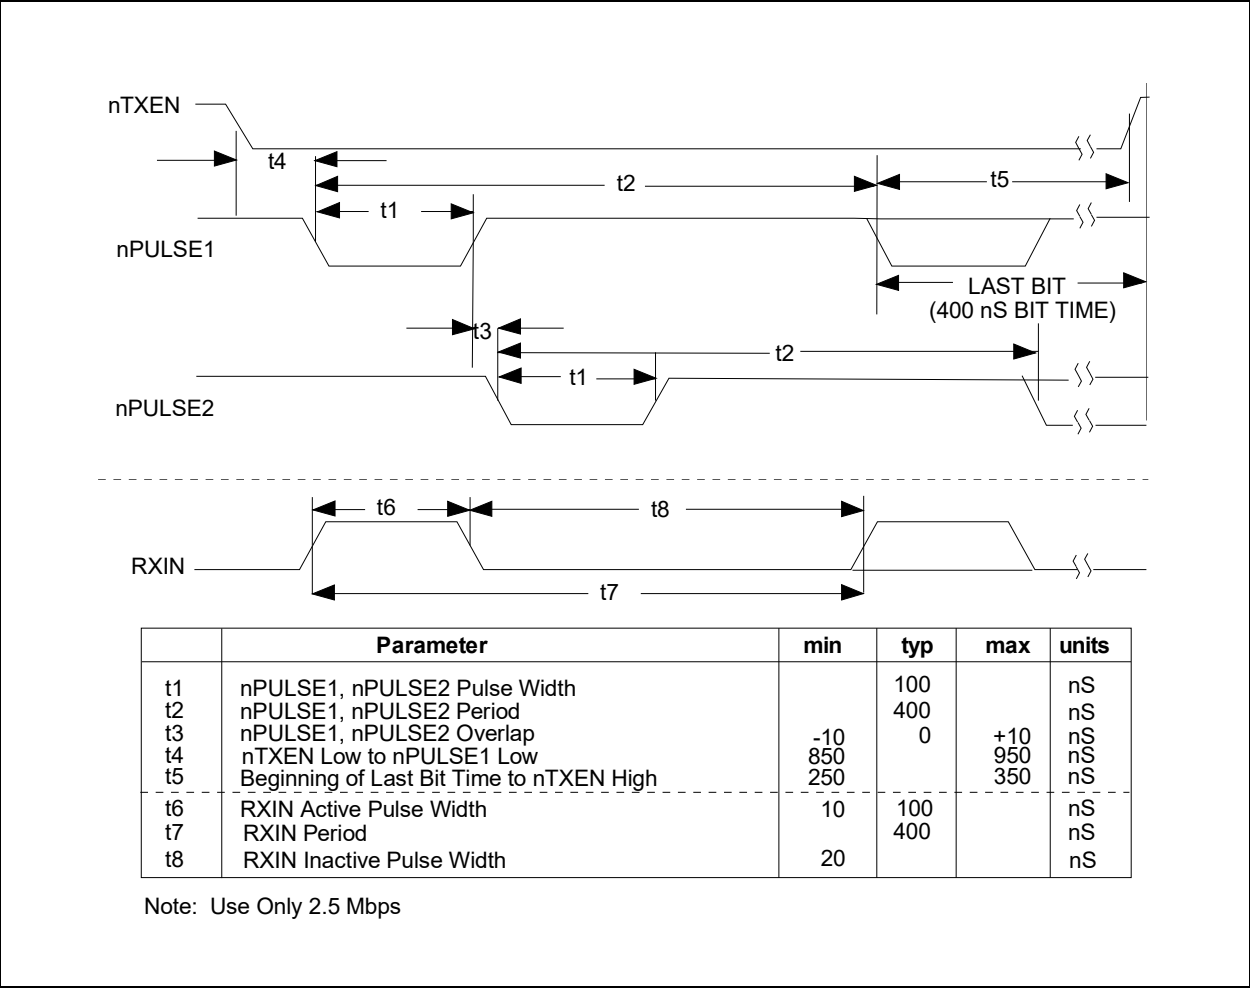 nTXEN
t4
t2
t5
t1
nPULSE1
LAST BIT
(400 nS BIT TIME)
t3
t2
t1
nPULSE2
t6
t8
RXIN
t7
Parameter min typ max units
t1 nPULSE1, nPULSE2 Pulse Width 100 nS
t2 nPULSE1, nPULSE2 Period 400 nS
t3 nPULSE1, nPULSE2 Overlap -10 0 +10 nS
t4 nTXEN Low to nPULSE1 Low 850 950 nS
t5 Beginning of Last Bit Time to nTXEN High 250 350 nS
t6 RXIN Active Pulse Width 10 100 nS
t7 RXIN Period 400 nS
t8 RXIN Inactive Pulse Width 20 nS
Note: Use Only 2.5 Mbps